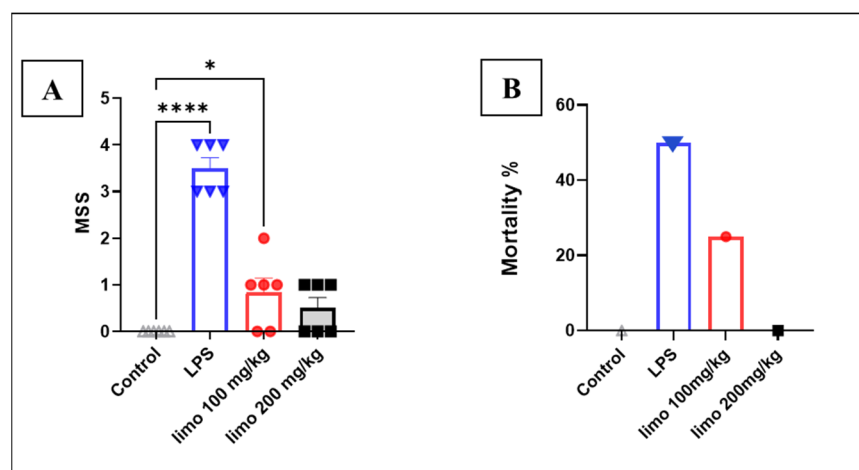 A
*
****
5
4
3
2
1
0
MSS
Control
LPS
limo 100 mg/kg
limo 200 mg/kg
B
60
40
20
0
Mortality %
Control
LPS
limo 100mg/kg
limo 200mg/kg